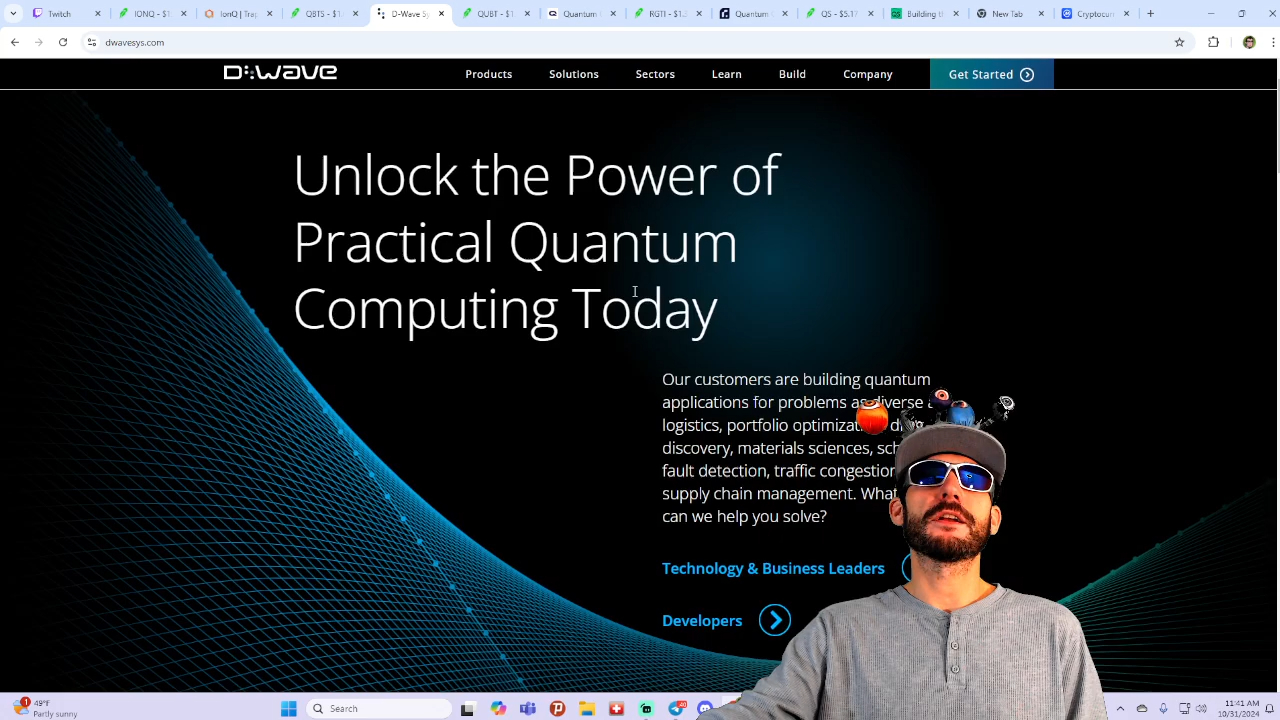 Twitch
IONQ - $1
IonQ | Trap
QBTS - $1.
D-Wave Sy
QUBT - $1
Quantum
RGTI - $1.
Quantum
QS - $5.17
Building th
New Tab
Cryptocurr
dwavesys.com
D:Wave
Products
Solutions
Sectors
Learn
Build
Company
Get Started
Unlock the Power of
Practical Quantum
Computing Today
Our customers are building quantum
applications for problems as diverse
logistics, portfolio optimizat
discovery, materials sciences, sch
fault detection, traffic congestion
supply chain management. What
can we help you solve?
Technology & Business Leaders
Developers
1
49°F
Partly sunny
Search
11:41 AM
10/31/2024